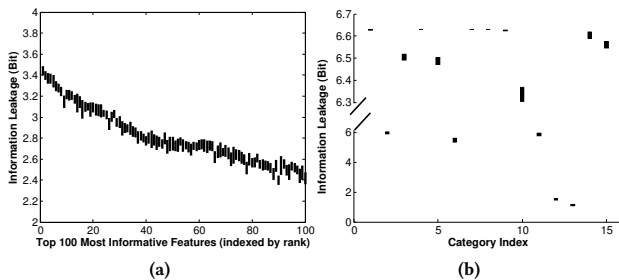 4
3.8
3.6
3.4
3.2
3
2.8
2.6
2.4
2.2
2
0 20 40 60 80 100
Information Leakage (Bit)
Top 100 Most Informative Features (indexed by rank)
(a)
6.7
6.6
6.5
6.4
6.3
6
4
2
0
0 5 10 15
Information Leakage (Bit)
Category Index
(b)